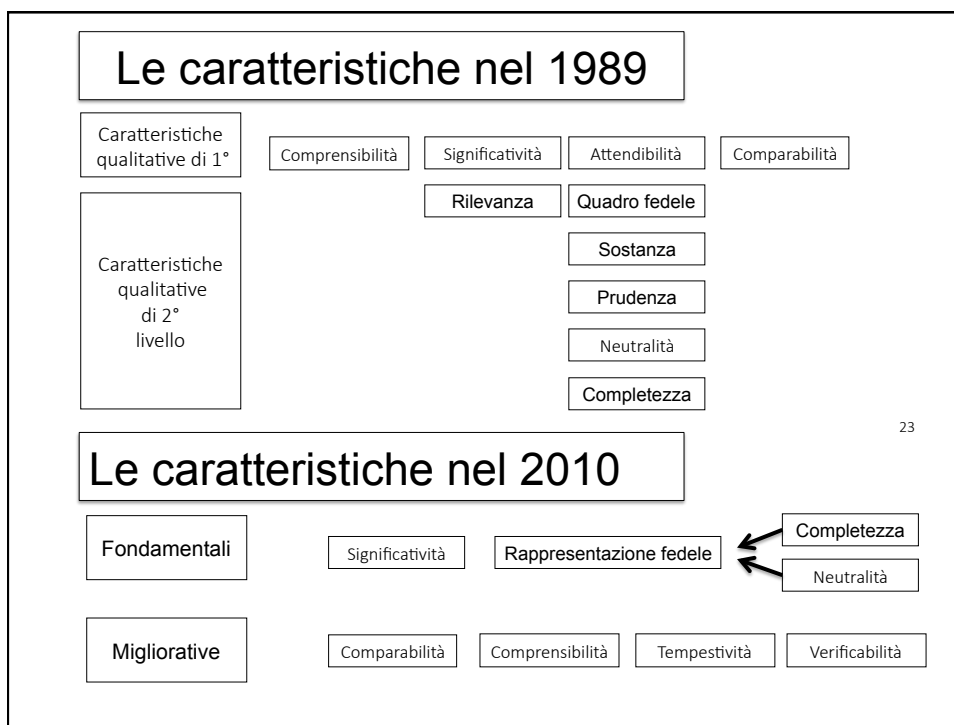 Le caratteristiche nel 1989
Caratteristiche
qualitative di 1°
Comprensibilità
Significatività
Attendibilità
Comparabilità
Rilevanza
Quadro fedele
Sostanza
Caratteristiche
qualitative
di 2°
livello
Prudenza
Neutralità
Completezza
23
Le caratteristiche nel 2010
Fondamentali
Significatività
Rappresentazione fedele
Completezza
Neutralità
Migliorative
Comparabilità
Comprensibilità
Tempestività
Verificabilità